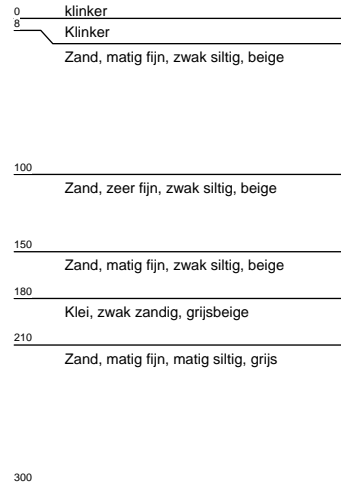 0 klinker
8 Klinker
Zand, matig fijn, zwak siltig, beige
100
Zand, zeer fijn, zwak siltig, beige
150
Zand, matig fijn, zwak siltig, beige
180
Klei, zwak zandig, grijsbeige
210
Zand, matig fijn, matig siltig, grijs
300